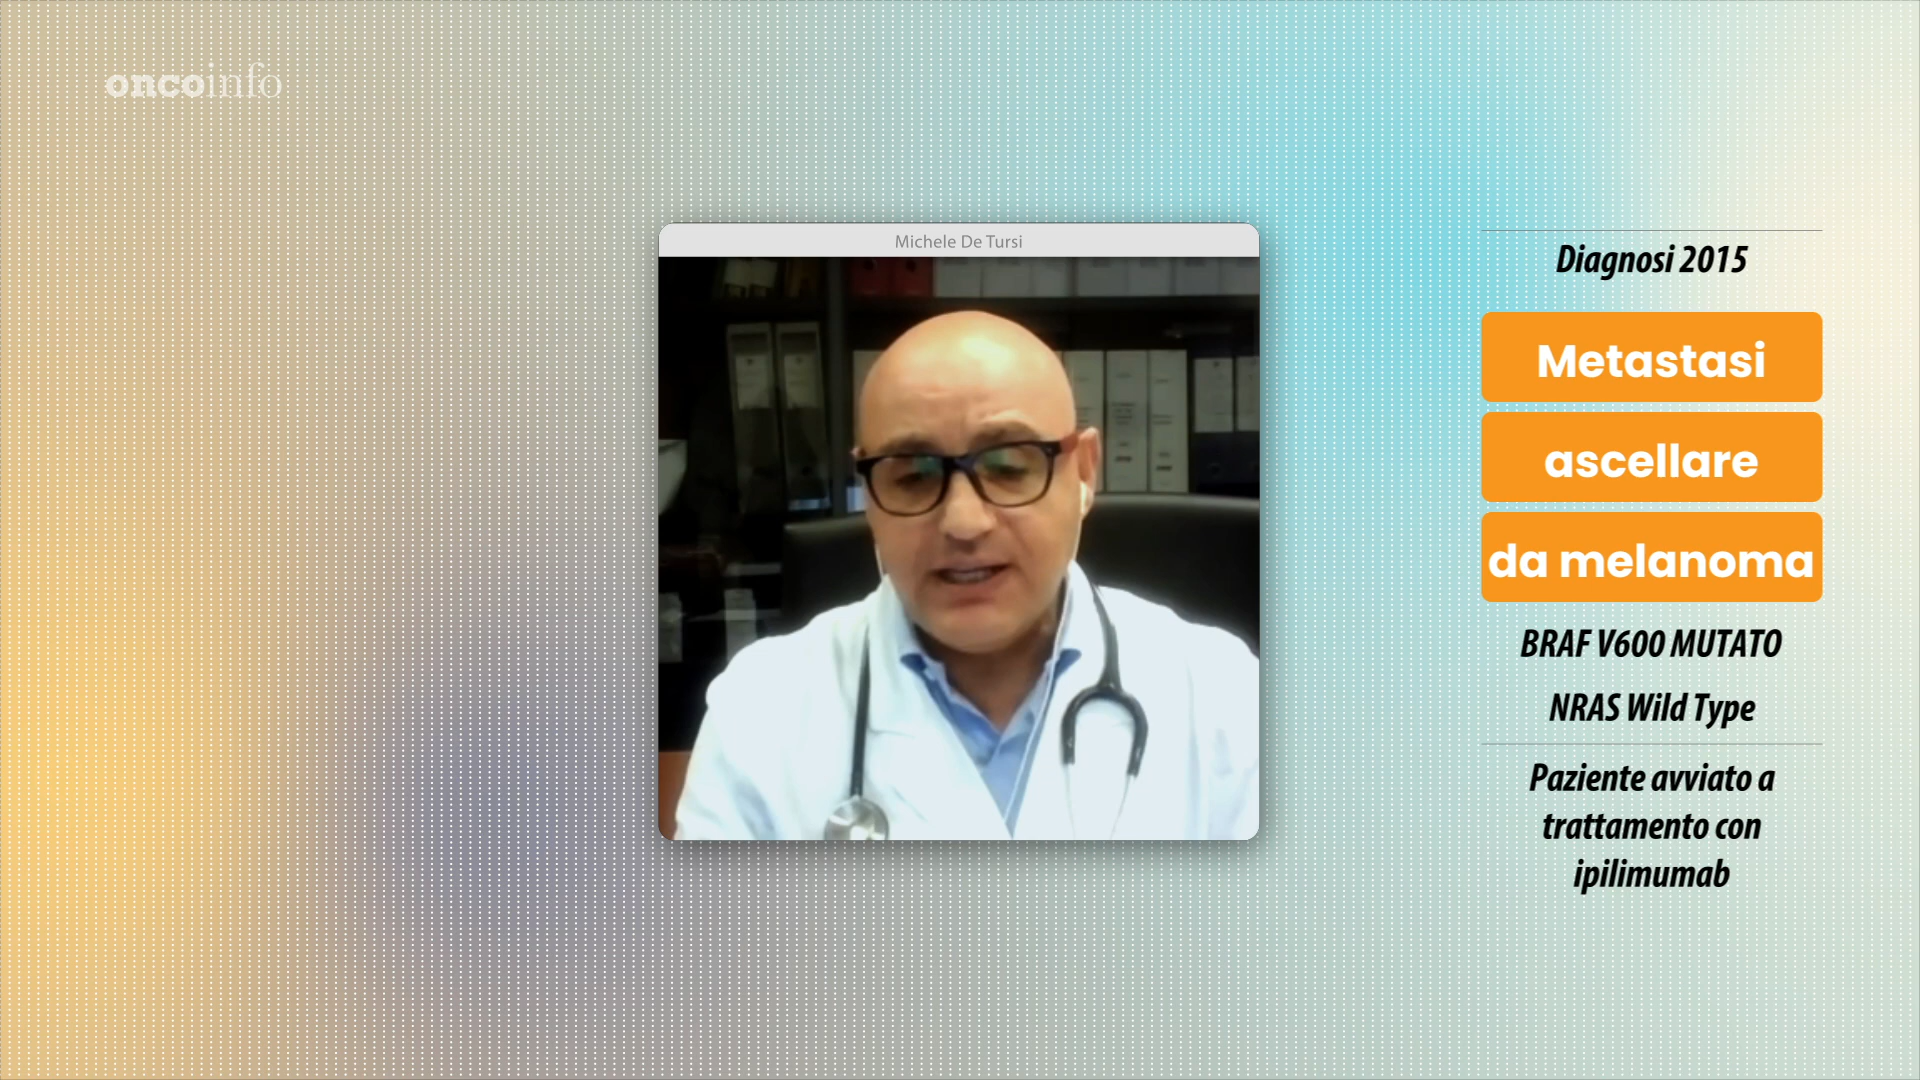 oncoinfo
Michele De Tursi
Diagnosi 2015
Metastasi
ascellare
da melanoma
BRAF V600 MUTATO
NRAS Wild Type
Paziente avviato a
trattamento con
ipilimumab